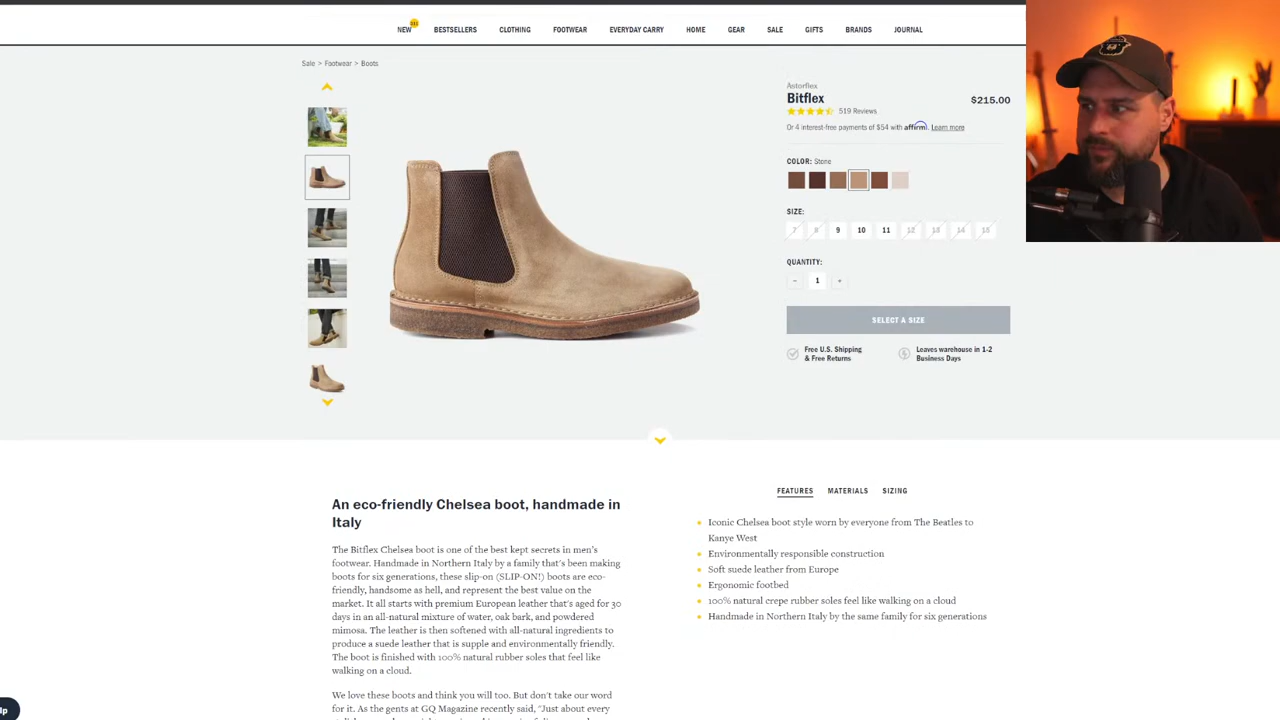 NEW
BESTSELLERS
CLOTHING
FOOTWEAR
EVERYDAY CARRY
HOME
GEAR
SALE
GIFTS
BRANDS
JOURNAL
Sale > Footwear > Boots
Astorflex
Bitflex
$215.00
519 Reviews
Or 4 interest-free payments of $54 with affirm. Learn more
COLOR: Stone
SIZE:
7 8 9 10 11 12 13 14 15
QUANTITY:
- 1 +
SELECT A SIZE
Free U.S. Shipping
& Free Returns
Leaves warehouse in 1-2
Business Days
An eco-friendly Chelsea boot, handmade in
Italy
The Bitflex Chelsea boot is one of the best kept secrets in men's
footwear. Handmade in Northern Italy by a family that's been making
boots for six generations, these slip-on (SLIP-ON!) boots are eco-
friendly, handsome as hell, and represent the best value on the
market. It all starts with premium European leather that's aged for 30
days in an all-natural mixture of water, oak bark, and powdered
mimosa. The leather is then softened with all-natural ingredients to
produce a suede leather that is supple and environmentally friendly.
The boot is finished with 100% natural rubber soles that feel like
walking on a cloud.
We love these boots and think you will too. But don't take our word
for it. As the gents at GQ Magazine recently said, "Just about every
FEATURES
MATERIALS
SIZING
Iconic Chelsea boot style worn by everyone from The Beatles to
Kanye West
Environmentally responsible construction
Soft suede leather from Europe
Ergonomic footbed
100% natural crepe rubber soles feel like walking on a cloud
Handmade in Northern Italy by the same family for six generations
lp